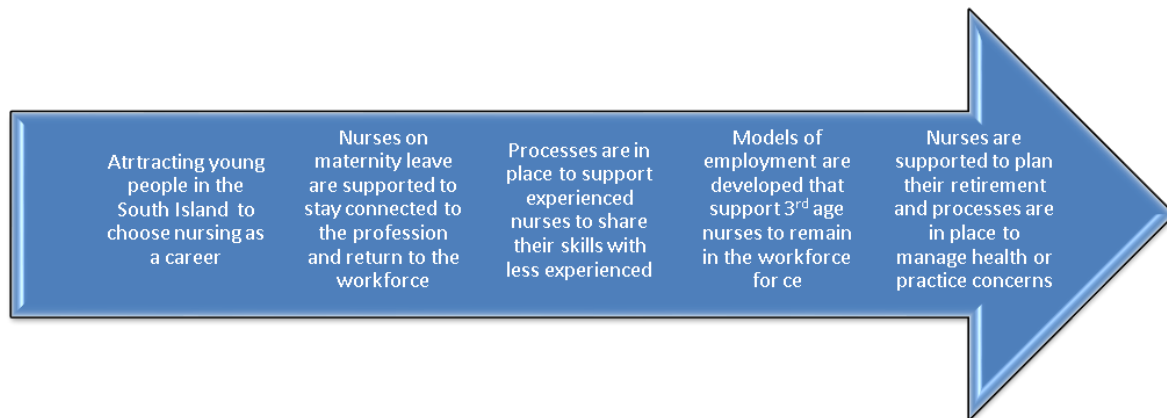 Atrtracting young
people in the
South Island to
choose nursing as
a career
Nurses on
maternity leave
are supported to
stay connected to
the profession
and return to the
workforce
Processes are in
place to support
experienced
nurses to share
their skills with
less experienced
Models of
employment are
developed that
support 3rd age
nurses to remain
in the workforce
for ce
Nurses are
supported to plan
their retirement
and processes are
in place to
manage health or
practice concerns